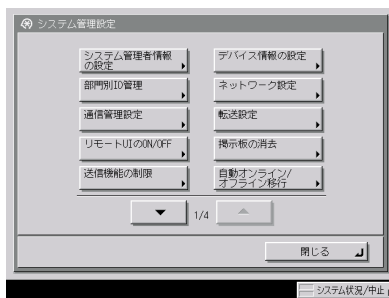 システム管理設定
システム管理者情報
の設定
デバイス情報の設定
部門別ID管理
ネットワーク設定
通信管理設定
転送設定
リモートUIのON/OFF
掲示板の消去
送信機能の制限
自動オンライン/
オフライン移行
1/4
閉じる
システム状況/中止